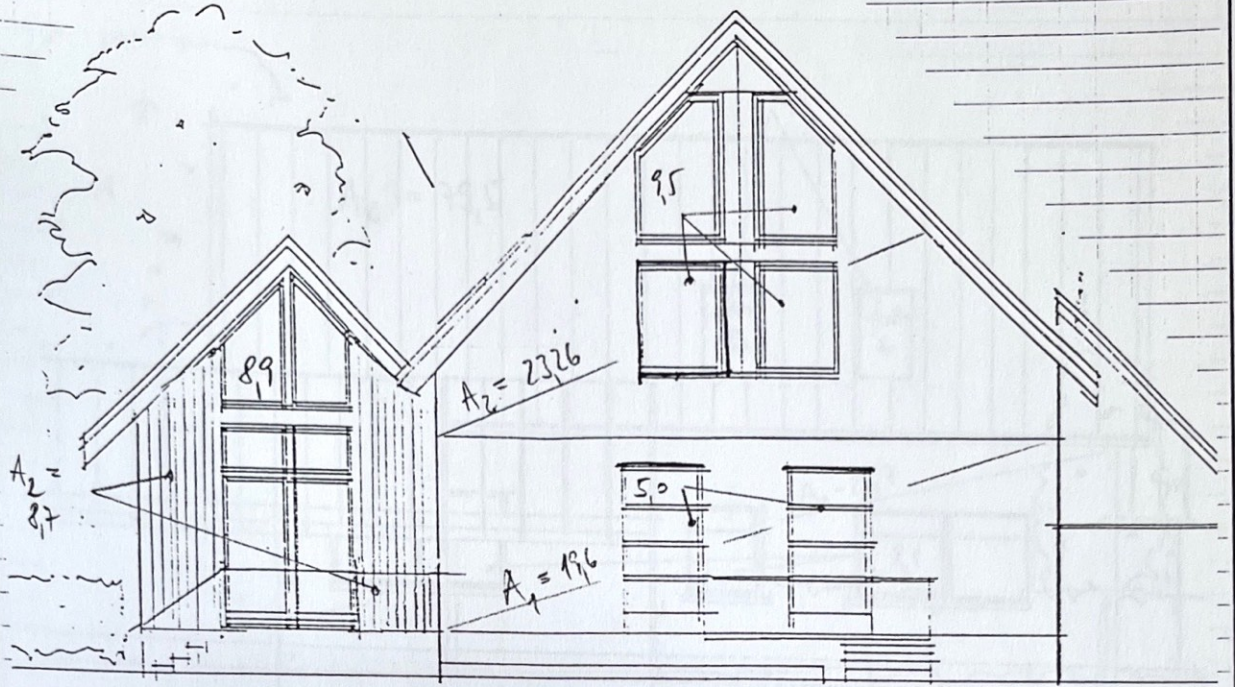 9,5
8,9
A₂ = 23,26
A₂ =
8,7
5,0
A₁ = 19,6